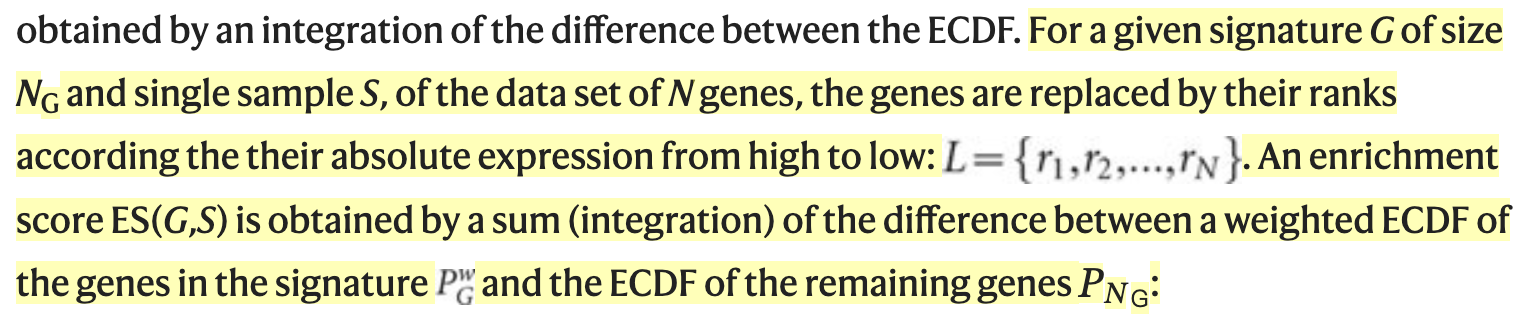 obtained by an integration of the difference between the ECDF. For a given signature G of size
N_G and single sample S, of the data set of N genes, the genes are replaced by their ranks
according the their absolute expression from high to low: L={r_1,r_2,...,r_N}. An enrichment
score ES(G,S) is obtained by a sum (integration) of the difference between a weighted ECDF of
the genes in the signature P_G^w and the ECDF of the remaining genes P_{N_G}: